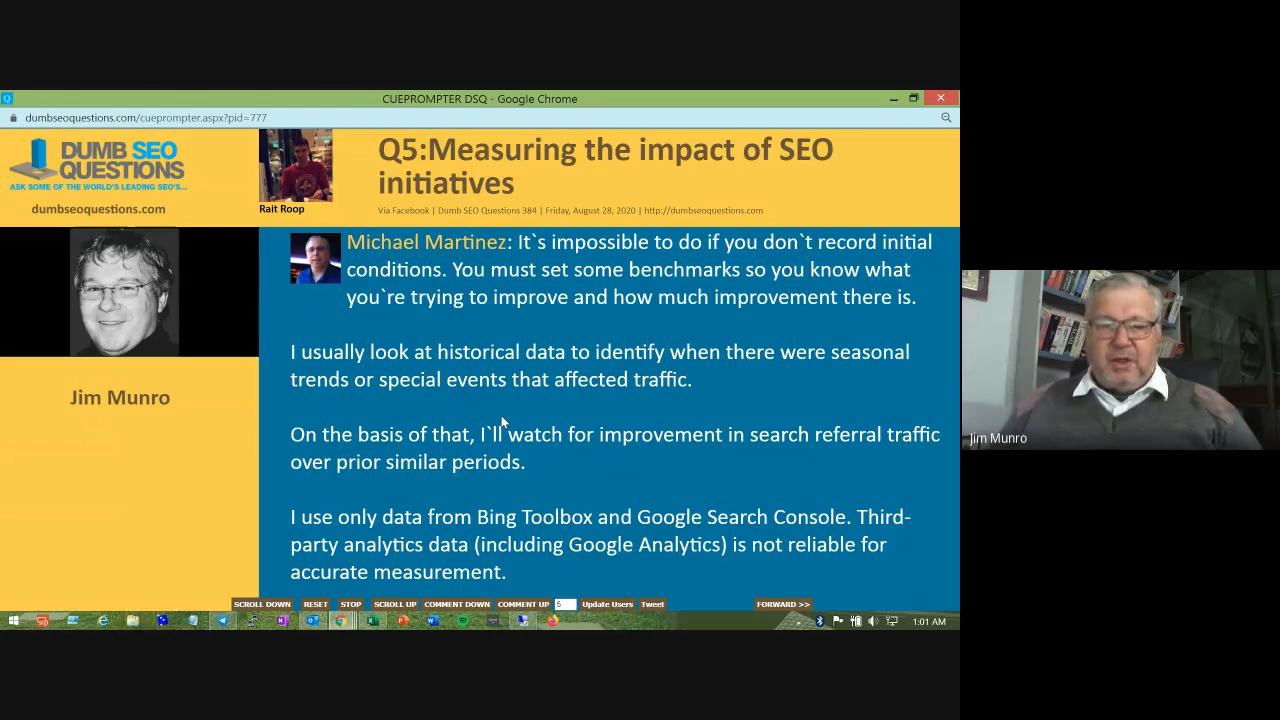 CUEPROMPTER DSQ - Google Chrome
dumbseoquestions.com/cueprompter.aspx?pid=777
DUMB SEO
QUESTIONS
ASK SOME OF THE WORLD'S LEADING SEO'S...
dumbseoquestions.com
Rait Roop
Q5:Measuring the impact of SEO
initiatives
Via Facebook | Dumb SEO Questions 384 | Friday, August 28, 2020 | http://dumbseoquestions.com
Jim Munro
Michael Martinez: It`s impossible to do if you don`t record initial
conditions. You must set some benchmarks so you know what
you`re trying to improve and how much improvement there is.
I usually look at historical data to identify when there were seasonal
trends or special events that affected traffic.
On the basis of that, I`ll watch for improvement in search referral traffic
over prior similar periods.
I use only data from Bing Toolbox and Google Search Console. Third-
party analytics data (including Google Analytics) is not reliable for
accurate measurement.
SCROLL DOWN RESET STOP SCROLL UP COMMENT DOWN COMMENT UP 5 Update Users Tweet FORWARD >>
1:01 AM
Jim Munro